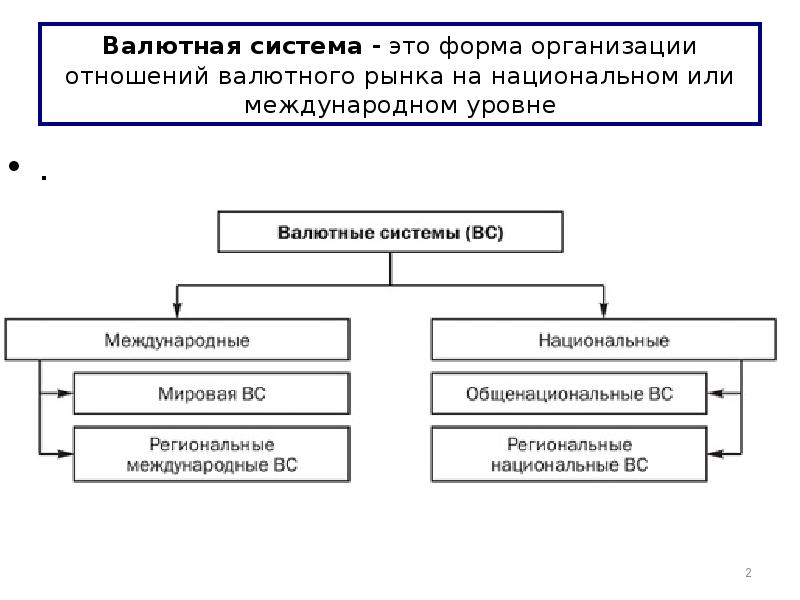 Валютная система - это форма организации
отношений валютного рынка на национальном или
международном уровне
• .
Валютные системы (ВС)
Международные
Национальные
Мировая ВС
Общенациональные ВС
Региональные
международные ВС
Региональные
национальные ВС
2